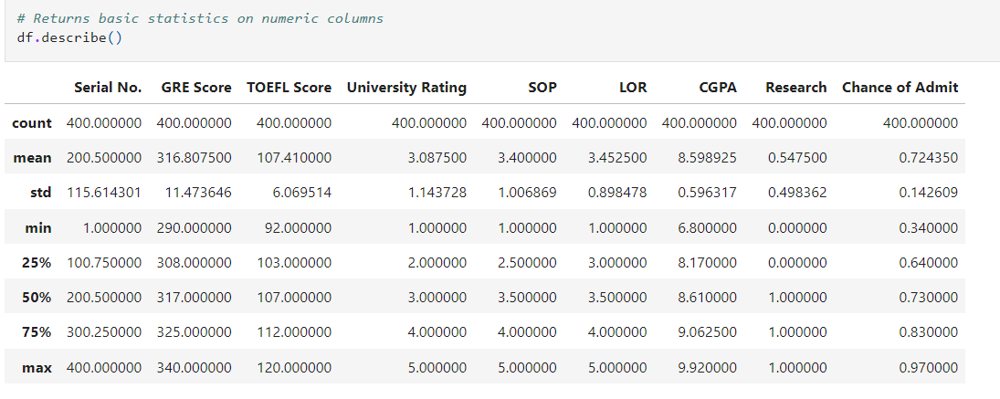 # Returns basic statistics on numeric columns
df.describe()
Serial No. GRE Score TOEFL Score University Rating SOP LOR CGPA Research Chance of Admit
count 400.000000 400.000000 400.000000 400.000000 400.000000 400.000000 400.000000 400.000000 400.000000
mean 200.500000 316.807500 107.410000 3.087500 3.400000 3.452500 8.598925 0.547500 0.724350
std 115.614301 11.473646 6.069514 1.143728 1.006869 0.898478 0.596317 0.498362 0.142609
min 1.000000 290.000000 92.000000 1.000000 1.000000 1.000000 6.800000 0.000000 0.340000
25% 100.750000 308.000000 103.000000 2.000000 2.500000 3.000000 8.170000 0.000000 0.640000
50% 200.500000 317.000000 107.000000 3.000000 3.500000 3.500000 8.610000 1.000000 0.730000
75% 300.250000 325.000000 112.000000 4.000000 4.000000 4.000000 9.062500 1.000000 0.830000
max 400.000000 340.000000 120.000000 5.000000 5.000000 5.000000 9.920000 1.000000 0.970000